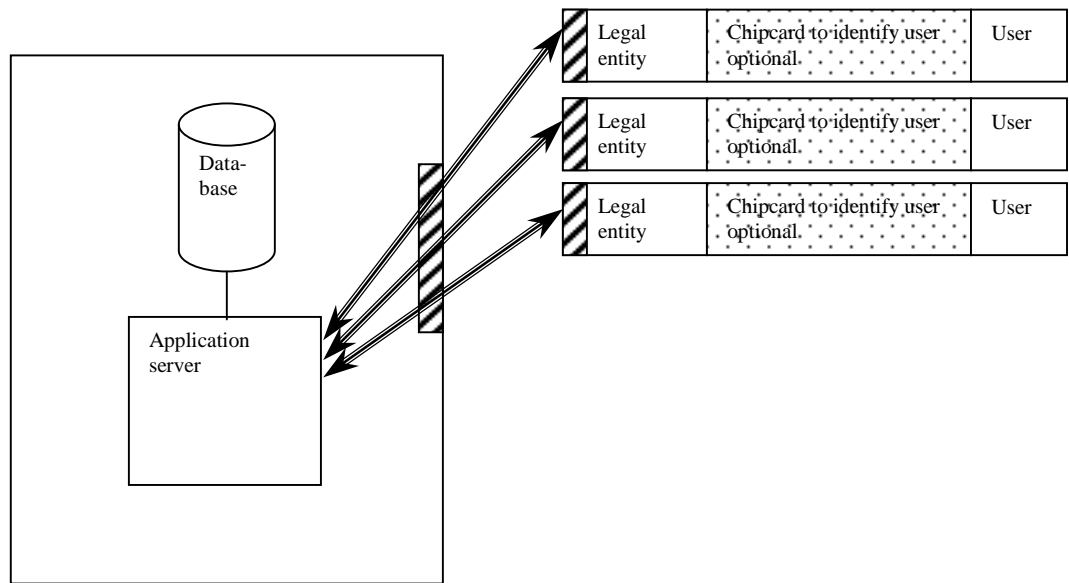 Legal
entity
Chipcard to identify user
optional
User
Legal
entity
Chipcard to identify user
optional
User
Legal
entity
Chipcard to identify user
optional
User
Data-
base
Application
server